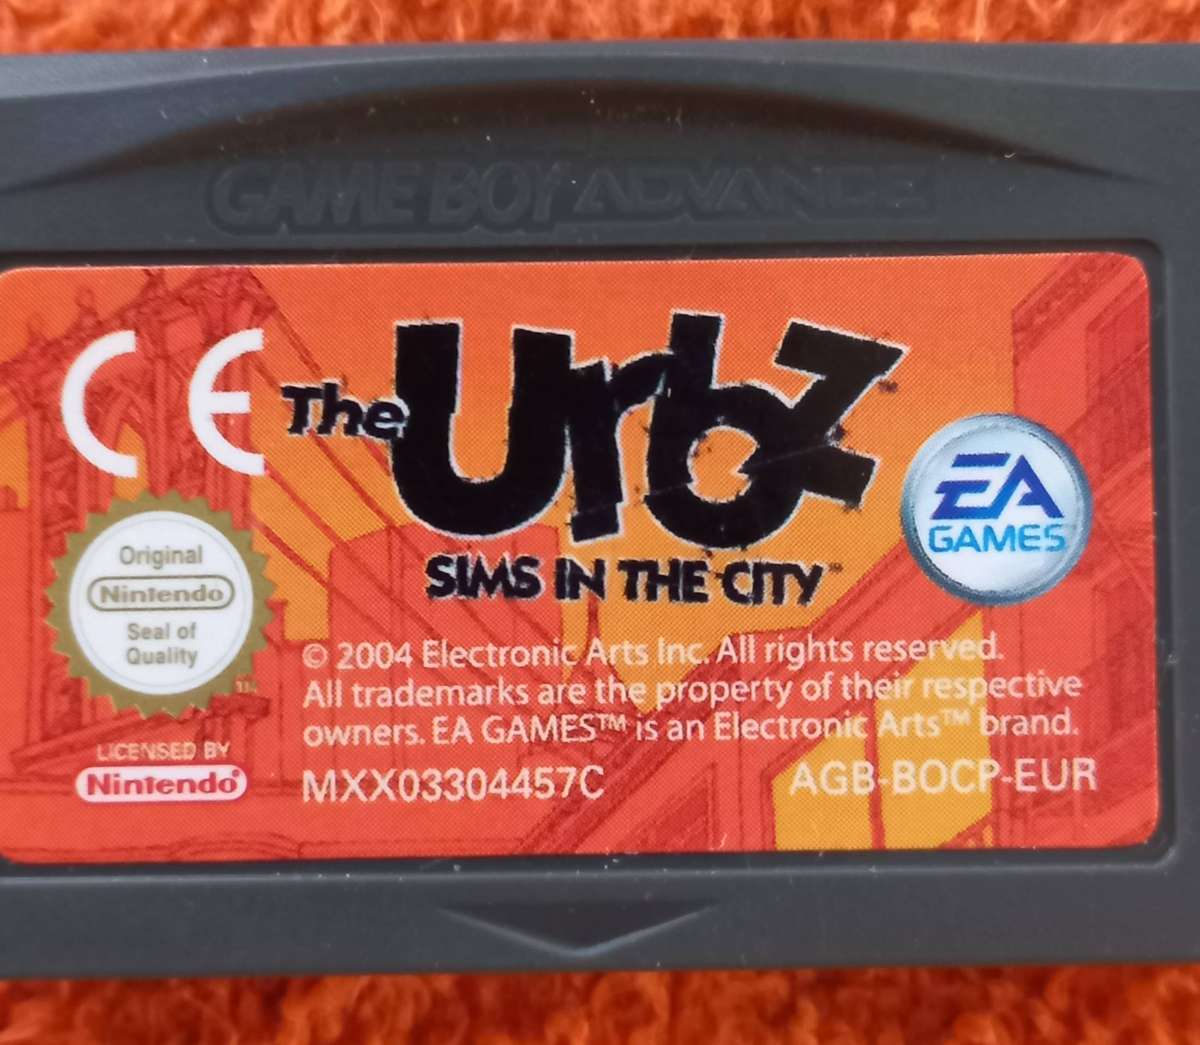 GAME BOY ADVANCE
CE
The Urbz
SIMS IN THE CITY™
EA
GAMES
Original
Nintendo
Seal of
Quality
TM
© 2004 Electronic Arts Inc. All rights reserved.
All trademarks are the property of their respective
owners. EA GAMES™ is an Electronic Arts™ brand.
LICENSED BY
Nintendo®
MXX03304457C
AGB-BOCP-EUR